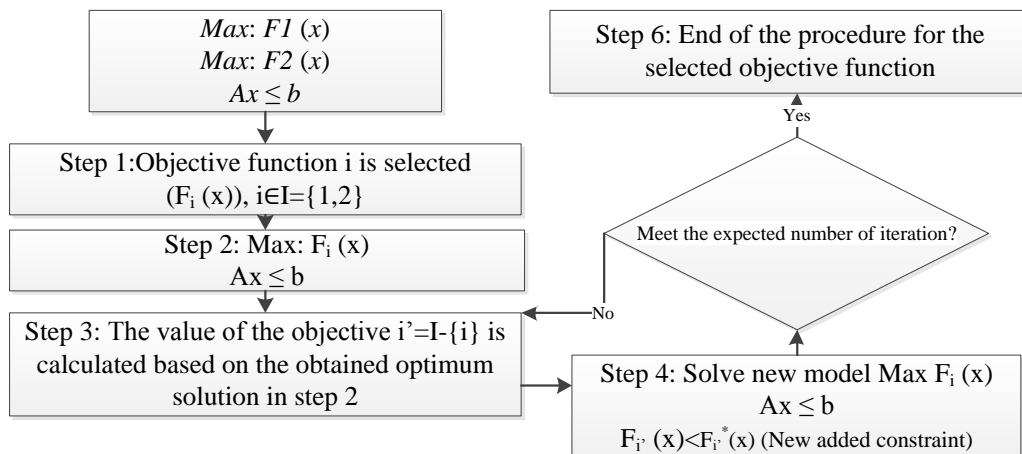 Max: F1 (x)
Max: F2 (x)
Ax ≤ b
Step 1:Objective function i is selected
(Fi (x)), i∈I={1,2}
Step 2: Max: Fi (x)
Ax ≤ b
Step 3: The value of the objective i’=I-{i} is
calculated based on the obtained optimum
solution in step 2
Step 4: Solve new model Max Fi (x)
Ax ≤ b
Fi’ (x)<Fi’*(x) (New added constraint)
Meet the expected number of iteration?
No
Yes
Step 6: End of the procedure for the
selected objective function